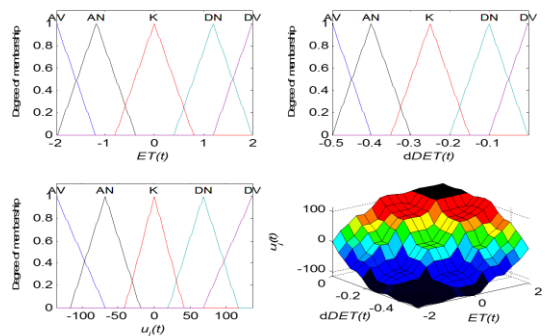 AV AN K DN DV
Degree of membership
1
0.8
0.6
0.4
0.2
0
-2 -1 0 1 2
ET(t)
AV AN K DN DV
Degree of membership
1
0.8
0.6
0.4
0.2
0
-0.5 -0.4 -0.3 -0.2 -0.1
dDET(t)
AV AN K DN DV
Degree of membership
1
0.8
0.6
0.4
0.2
0
-100 -50 0 50 100
u_i(t)
u_i(t)
100
0
-100
-0.2
-0.4
dDET(t)
-2
0
2
ET(t)